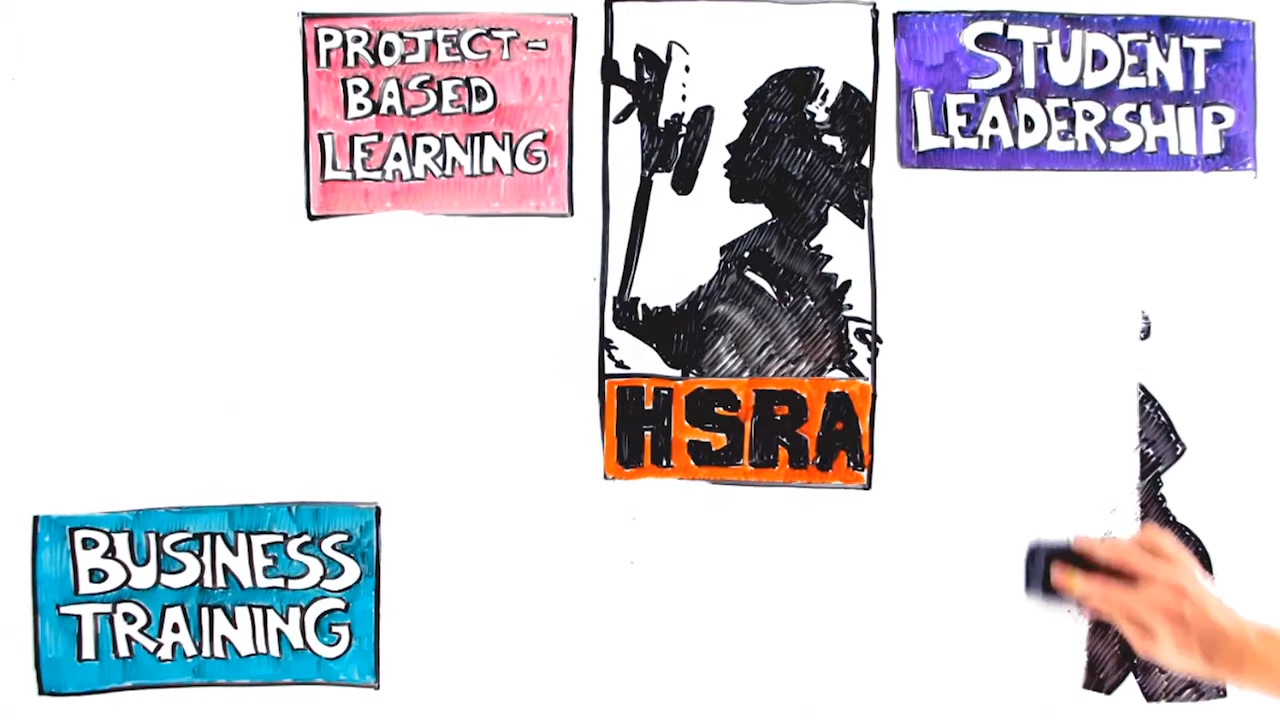 PROJECT-
BASED
LEARNING
STUDENT
LEADERSHIP
HSRA
BUSINESS
TRAINING